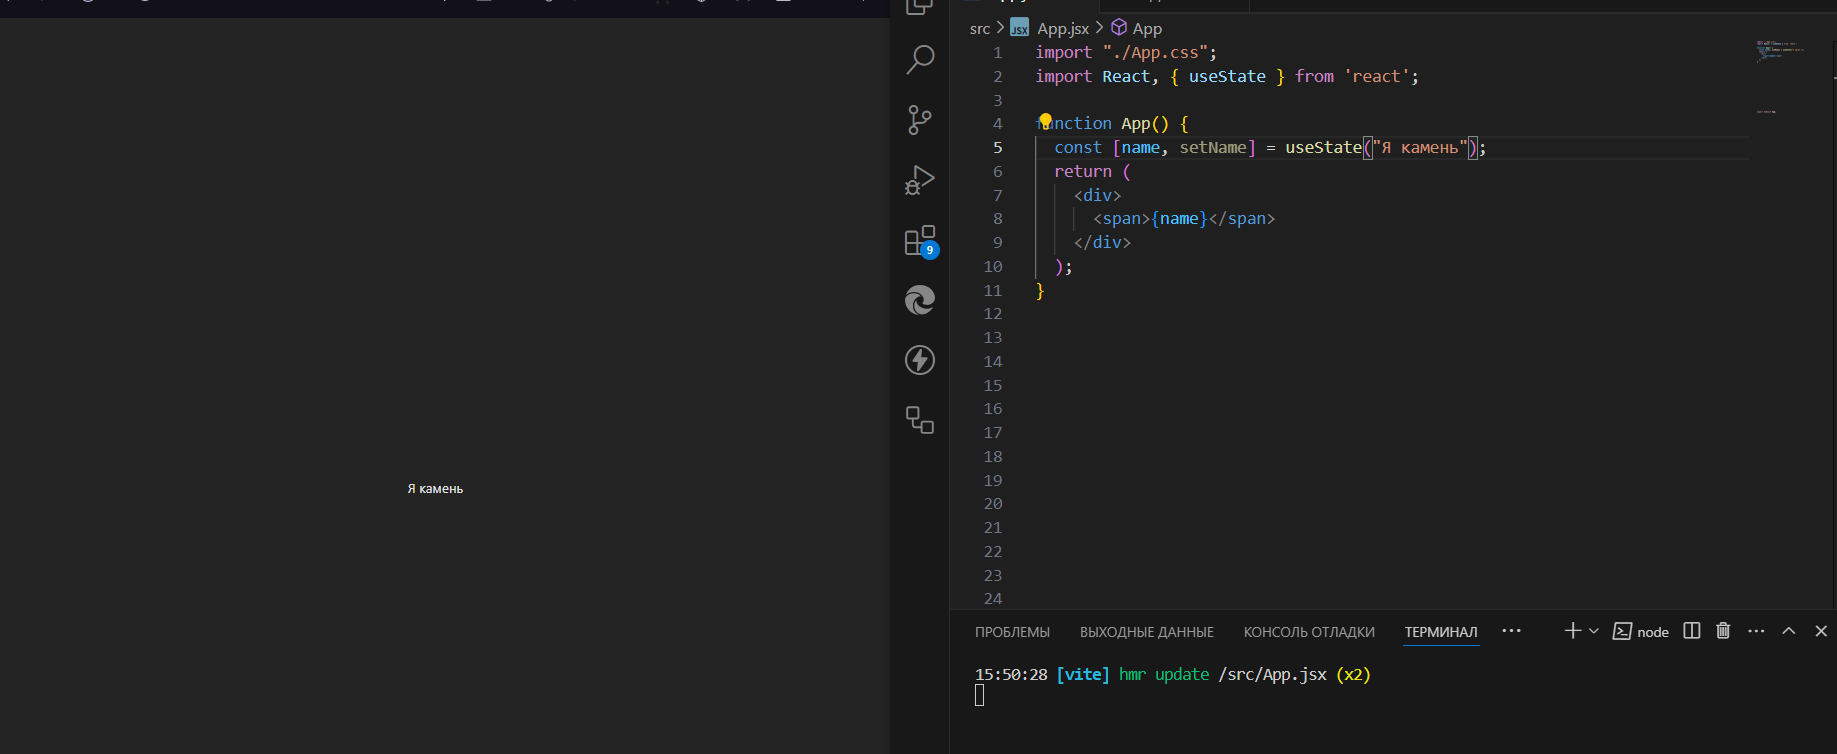 Я камень
9
src > JSX App.jsx > App
1 import "./App.css";
2 import React, { useState } from 'react';
3
4 function App() {
5 const [name, setName] = useState("Я камень");
6 return (
7 <div>
8 <span>{name}</span>
9 </div>
10 );
11 }
12
13
14
15
16
17
18
19
20
21
22
23
24
ПРОБЛЕМЫ ВЫХОДНЫЕ ДАННЫЕ КОНСОЛЬ ОТЛАДКИ ТЕРМИНАЛ ... node ...
15:50:28 [vite] hmr update /src/App.jsx (x2)